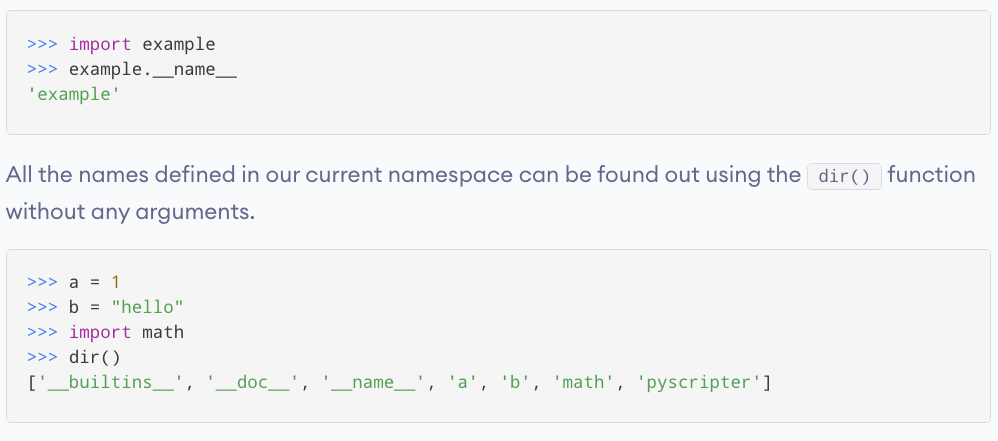 >>> import example
>>> example.__name__
'example'
All the names defined in our current namespace can be found out using the dir() function
without any arguments.
>>> a = 1
>>> b = "hello"
>>> import math
>>> dir()
['__builtins__', '__doc__', '__name__', 'a', 'b', 'math', 'pyscripter']